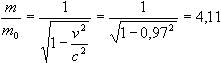 m/m₀ = 1/√(1 − v²/c²) = 1/√(1 − 0,97²) = 4,11